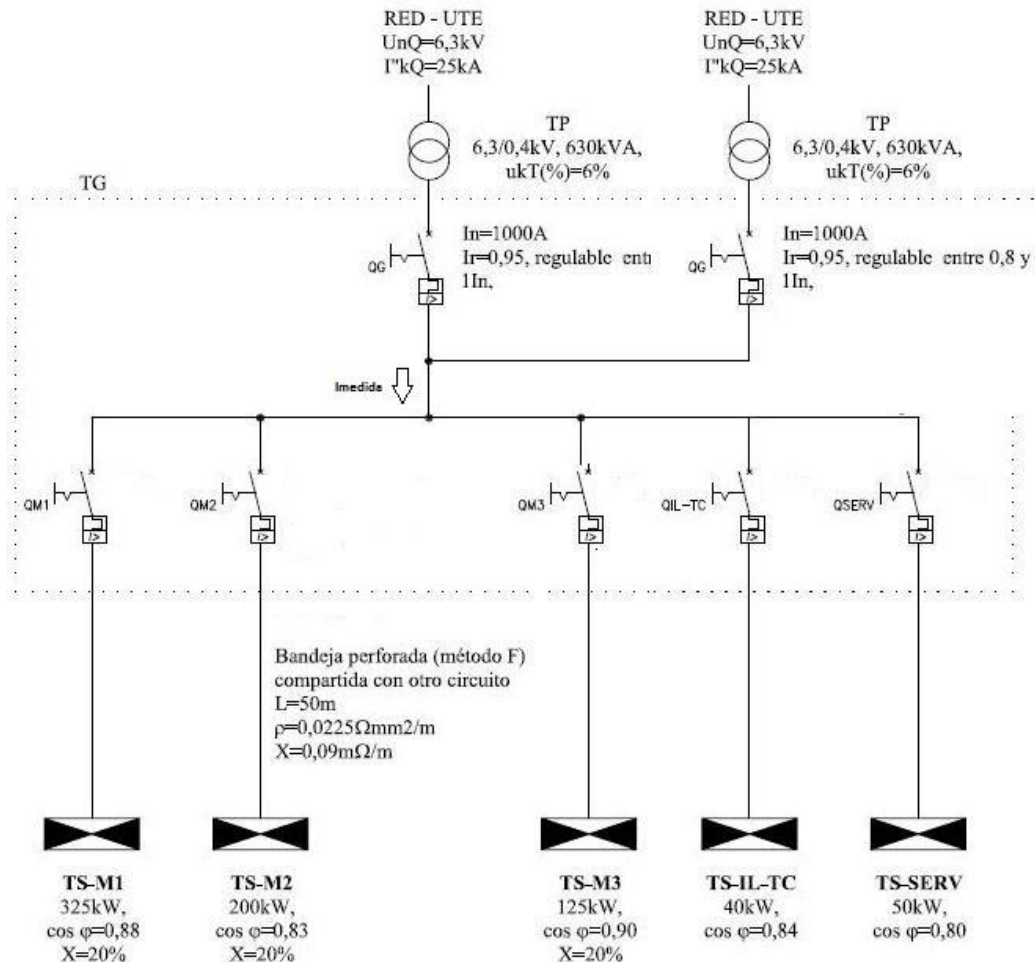 RED - UTE
UnQ=6,3kV
I"kQ=25kA
RED - UTE
UnQ=6,3kV
I"kQ=25kA
TP
6,3/0,4kV, 630kVA,
ukT(%)=6%
TP
6,3/0,4kV, 630kVA,
ukT(%)=6%
TG
QG
I>
In=1000A
Ir=0,95, regulable enti
1In,
QG
I>
In=1000A
Ir=0,95, regulable entre 0,8 y
1In,
Imedida
QM1
I>
QM2
I>
QM3
I>
QIL-TC
I>
QSERV
I>
Bandeja perforada (método F)
compartida con otro circuito
L=50m
ρ=0,0225Ωmm2/m
X=0,09mΩ/m
TS-M1
325kW,
cos φ=0,88
X=20%
TS-M2
200kW,
cos φ=0,83
X=20%
TS-M3
125kW,
cos φ=0,90
X=20%
TS-IL-TC
40kW,
cos φ=0,84
TS-SERV
50kW,
cos φ=0,80